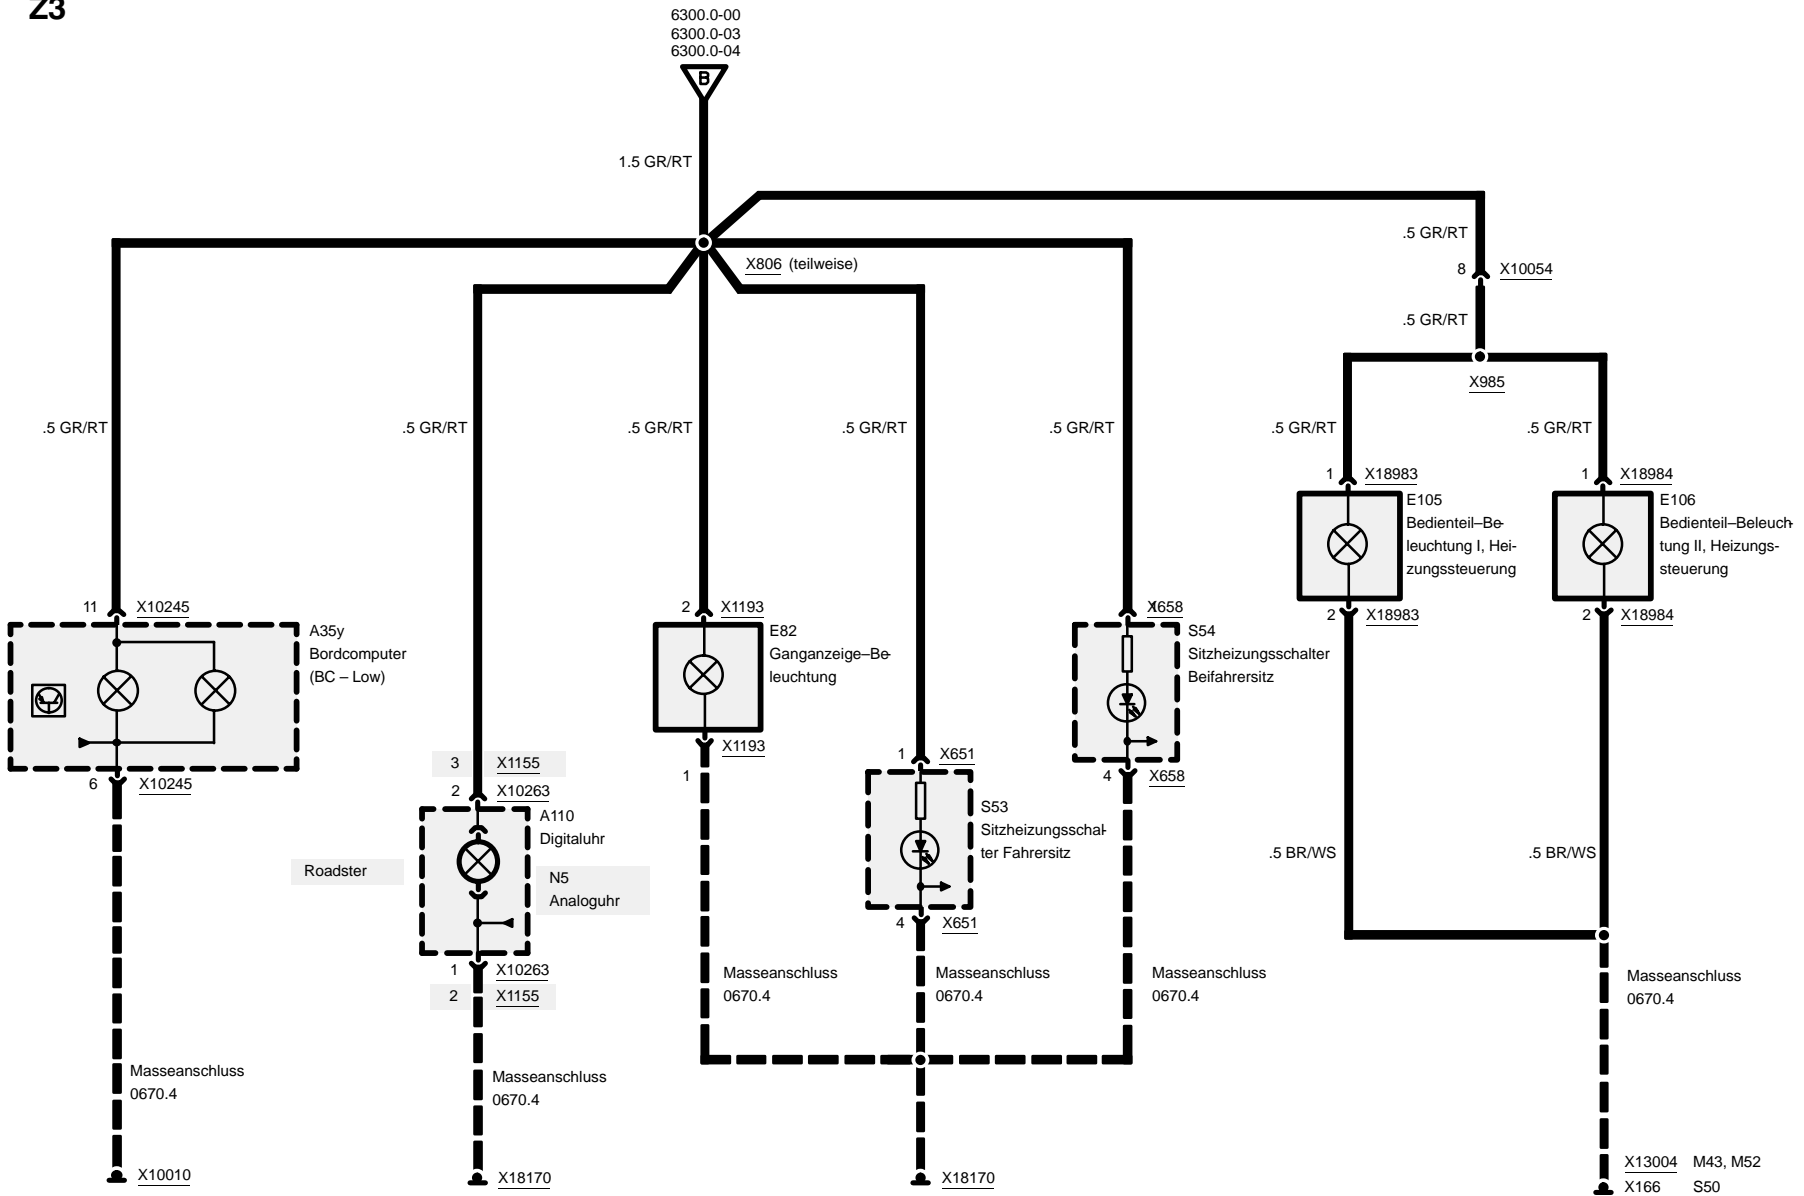 Z3
6300.0-00
6300.0-03
6300.0-04
B
1.5 GR/RT
X806 (teilweise)
.5 GR/RT
8 X10054
.5 GR/RT
X985
.5 GR/RT
.5 GR/RT
.5 GR/RT
.5 GR/RT
.5 GR/RT
.5 GR/RT
.5 GR/RT
1 X18983
1 X18984
E105
Bedienteil–Be-
leuchtung I, Hei-
zungssteuerung
E106
Bedienteil–Beleuch-
tung II, Heizungs-
steuerung
2 X18983
2 X18984
11 X10245
2 X1193
X658
A35y
Bordcomputer
(BC – Low)
E82
Ganganzeige–Be-
leuchtung
S54
Sitzheizungsschalter
Beifahrersitz
X1193
1
1 X651
3 X1155
2 X10263
4 X658
6 X10245
A110
Digitaluhr
S53
Sitzheizungsschal-
ter Fahrersitz
Roadster
N5
Analoguhr
.5 BR/WS
.5 BR/WS
4 X651
1 X10263
2 X1155
Masseanschluss
0670.4
Masseanschluss
0670.4
Masseanschluss
0670.4
Masseanschluss
0670.4
Masseanschluss
0670.4
Masseanschluss
0670.4
X10010
X18170
X18170
X13004 M43, M52
X166 S50